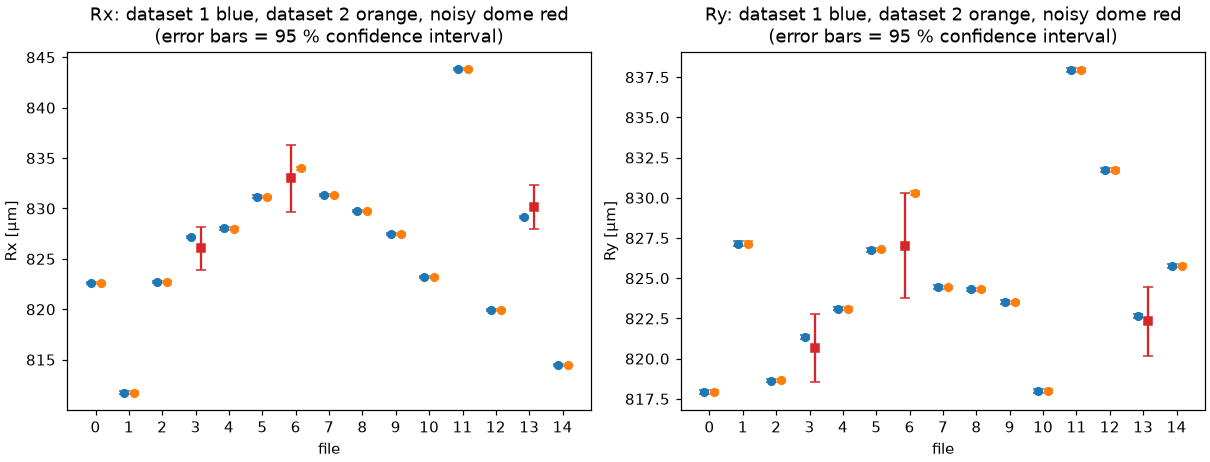 Rx: dataset 1 blue, dataset 2 orange, noisy dome red
(error bars = 95 % confidence interval)
845
840
835
830
825
820
815
Rx [µm]
0 1 2 3 4 5 6 7 8 9 10 11 12 13 14
file
Ry: dataset 1 blue, dataset 2 orange, noisy dome red
(error bars = 95 % confidence interval)
837.5
835.0
832.5
830.0
827.5
825.0
822.5
820.0
817.5
Ry [µm]
0 1 2 3 4 5 6 7 8 9 10 11 12 13 14
file